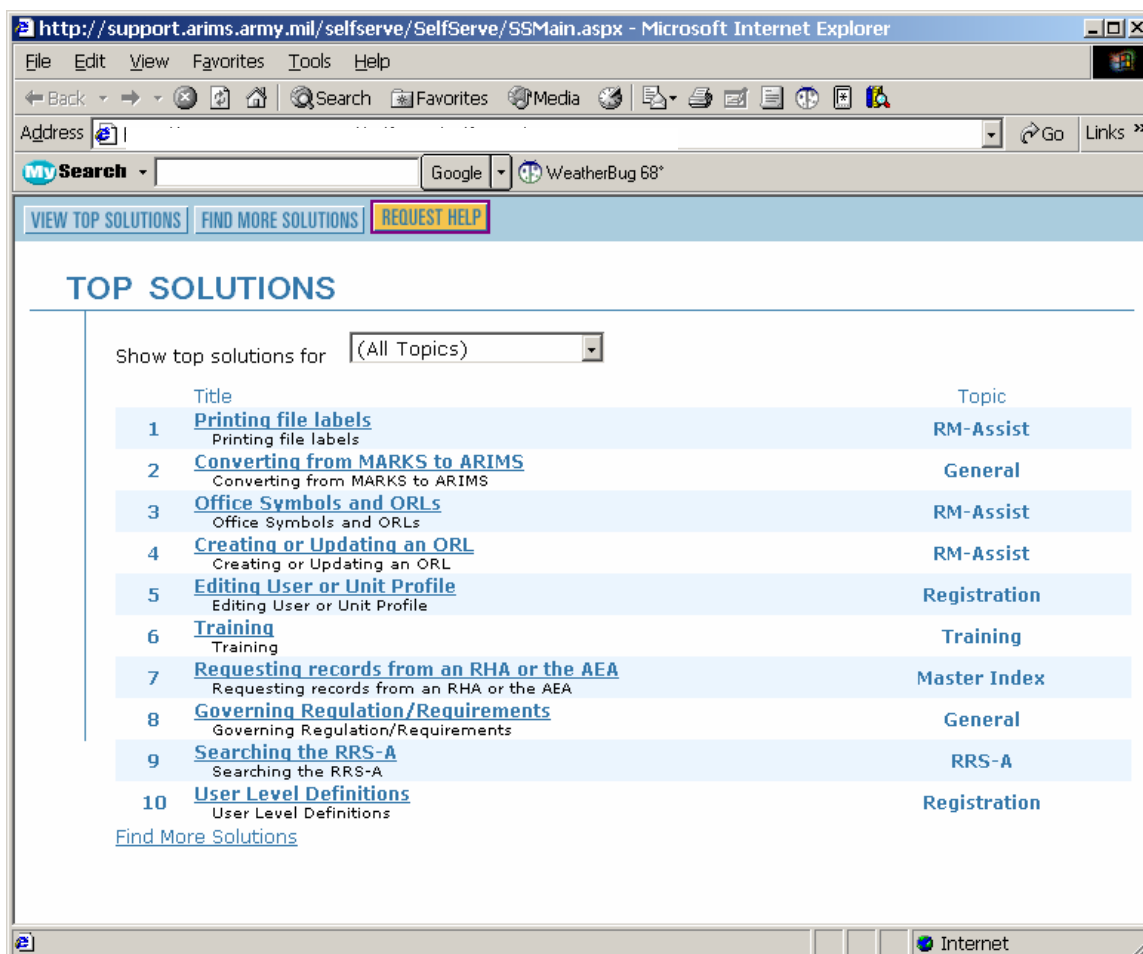 http://support.arims.army.mil/selfserve/SelfServe/SSMain.aspx - Microsoft Internet Explorer
File Edit View Favorites Tools Help
Back Search Favorites Media
Address Go Links »
My Search Google WeatherBug 68°
VIEW TOP SOLUTIONS FIND MORE SOLUTIONS REQUEST HELP
TOP SOLUTIONS
Show top solutions for (All Topics)
Title Topic
1 Printing file labels RM-Assist
Printing file labels
2 Converting from MARKS to ARIMS General
Converting from MARKS to ARIMS
3 Office Symbols and ORLs RM-Assist
Office Symbols and ORLs
4 Creating or Updating an ORL RM-Assist
Creating or Updating an ORL
5 Editing User or Unit Profile Registration
Editing User or Unit Profile
6 Training Training
Training
7 Requesting records from an RHA or the AEA Master Index
Requesting records from an RHA or the AEA
8 Governing Regulation/Requirements General
Governing Regulation/Requirements
9 Searching the RRS-A RRS-A
Searching the RRS-A
10 User Level Definitions Registration
User Level Definitions
Find More Solutions
Internet